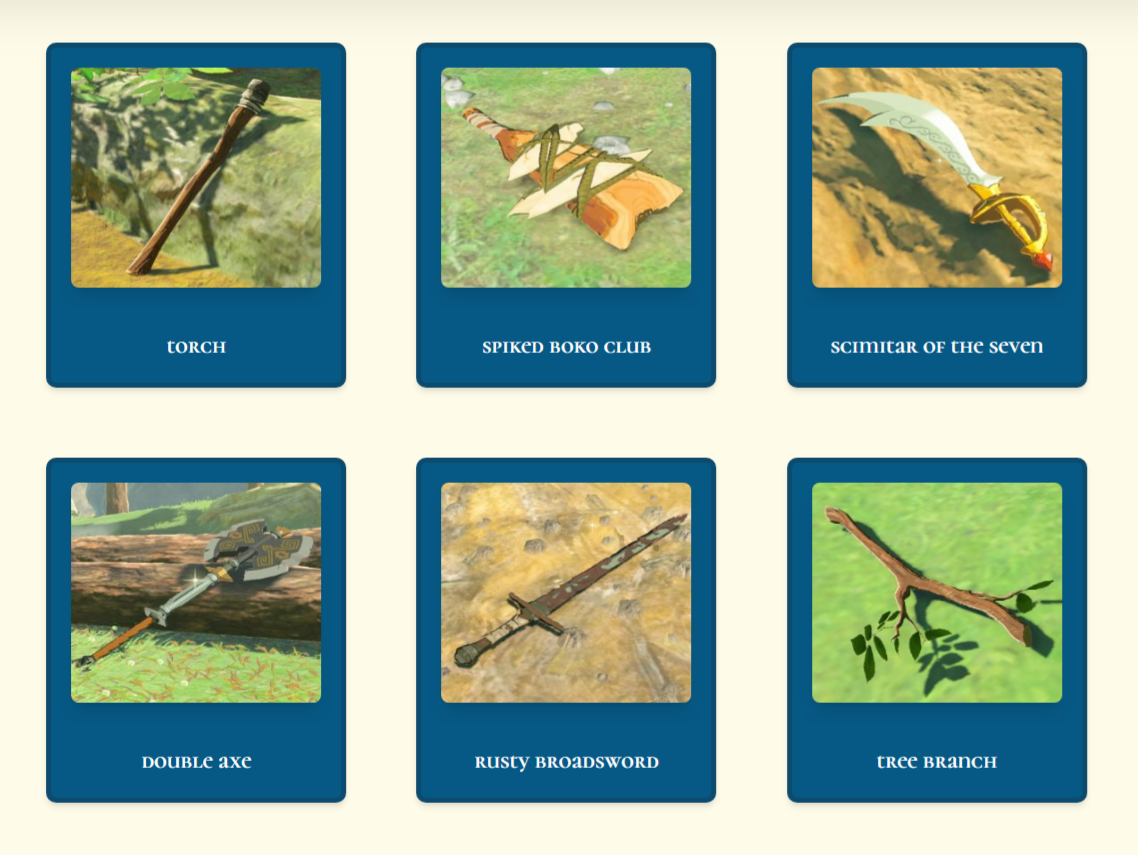 torch
spiked boko club
scimitar of the seven
double axe
rusty broadsword
tree branch